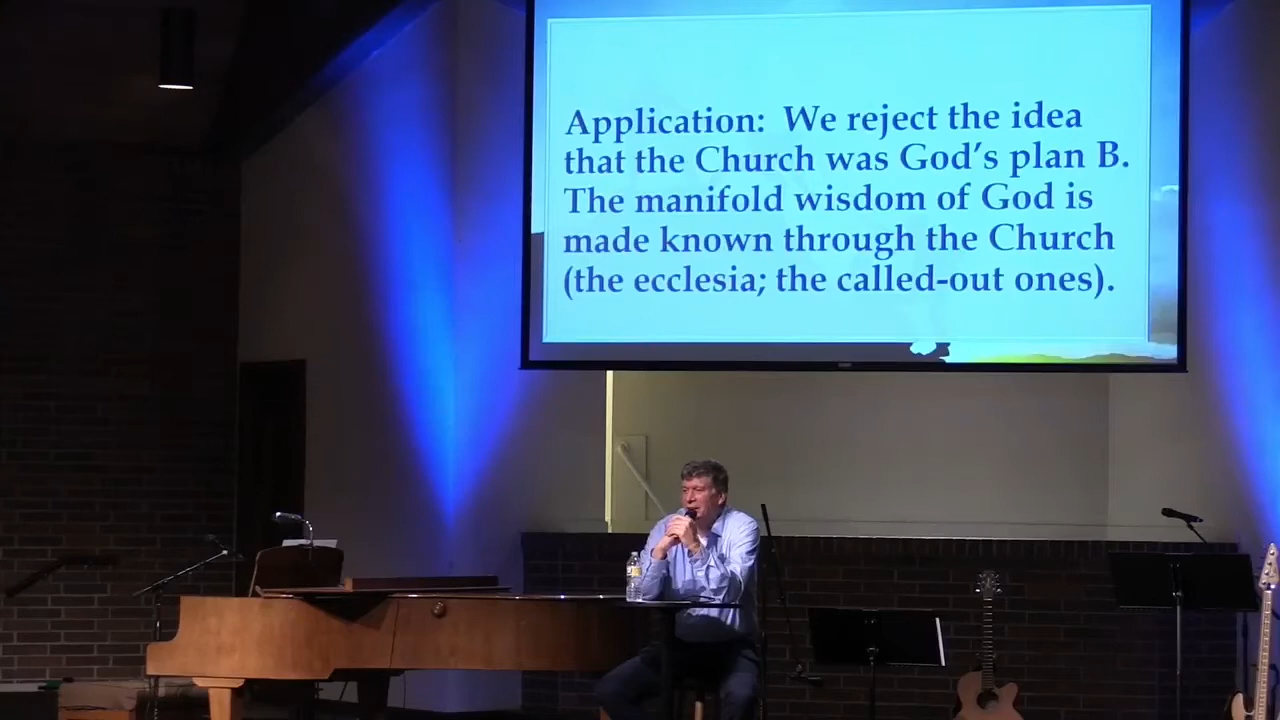 Application:  We reject the idea
that the Church was God’s plan B.
The manifold wisdom of God is
made known through the Church
(the ecclesia; the called-out ones).